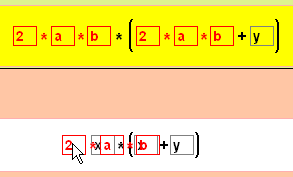 2 * a * b * (2 * a * b + y)
2 * a * b + y)